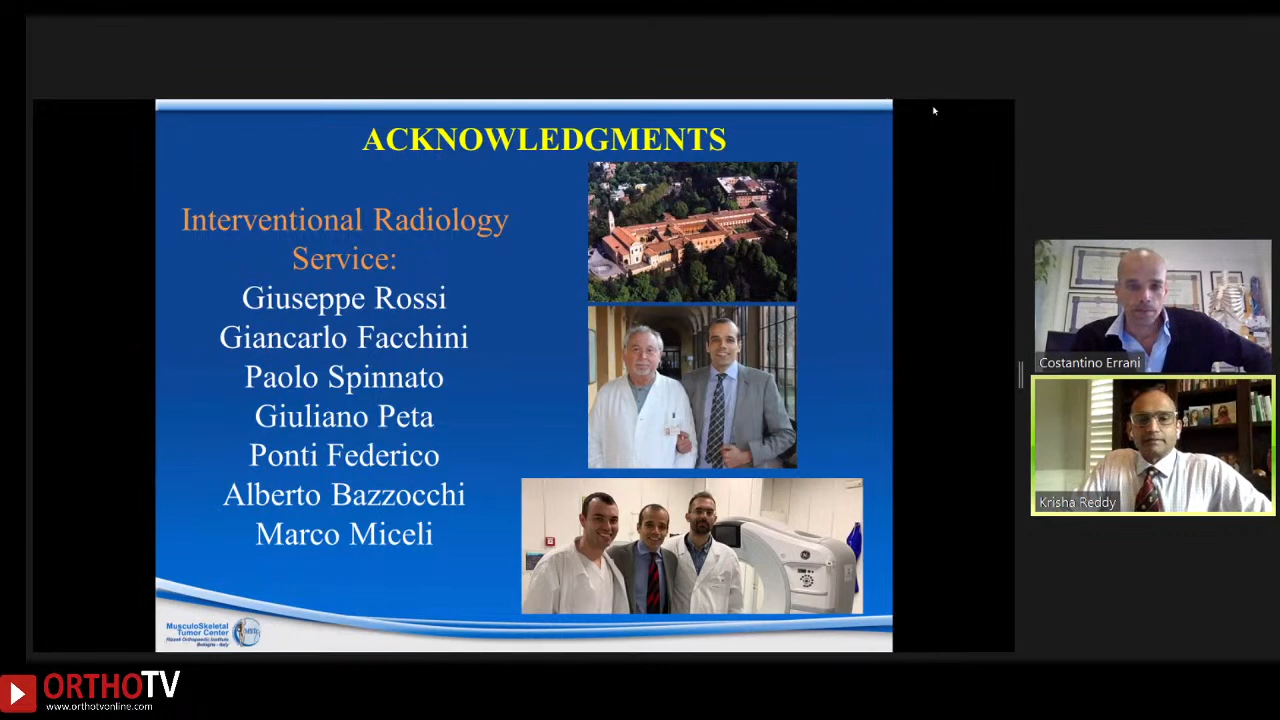 ACKNOWLEDGMENTS
Interventional Radiology
Service:
Giuseppe Rossi
Giancarlo Facchini
Paolo Spinnato
Giuliano Peta
Ponti Federico
Alberto Bazzocchi
Marco Miceli
MusculoSkeletal
Tumor Center
Rizzoli Orthopaedic Institute
Bologna - Italy
Costantino Errani
Krisha Reddy
ORTHOTV
www.orthotvonline.com